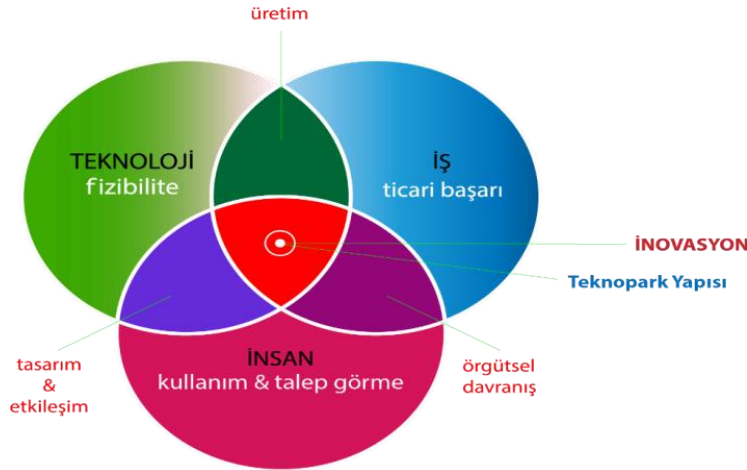 üretim
TEKNOLOJİ
fizibilite
İŞ
ticari başarı
İNOVASYON
Teknopark Yapısı
tasarım
&
etkileşim
İNSAN
kullanım & talep görme
örgütsel
davranış